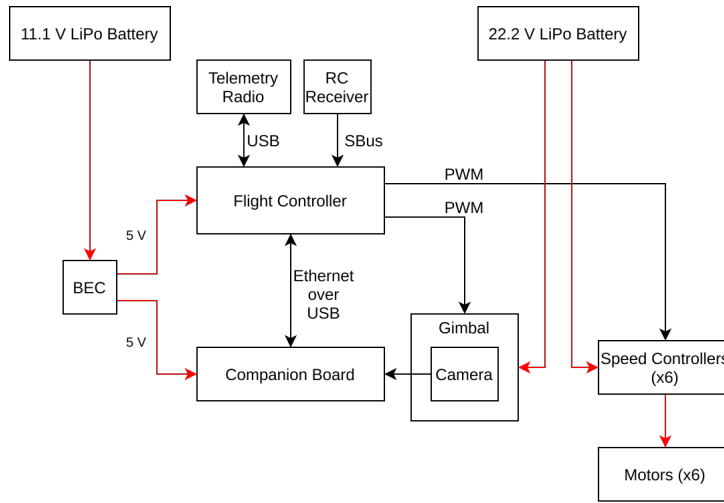 11.1 V LiPo Battery
22.2 V LiPo Battery
Telemetry
Radio
RC
Receiver
USB
SBus
Flight Controller
PWM
PWM
5 V
BEC
Ethernet
over
USB
5 V
Gimbal
Camera
Companion Board
Speed Controllers
(x6)
Motors (x6)